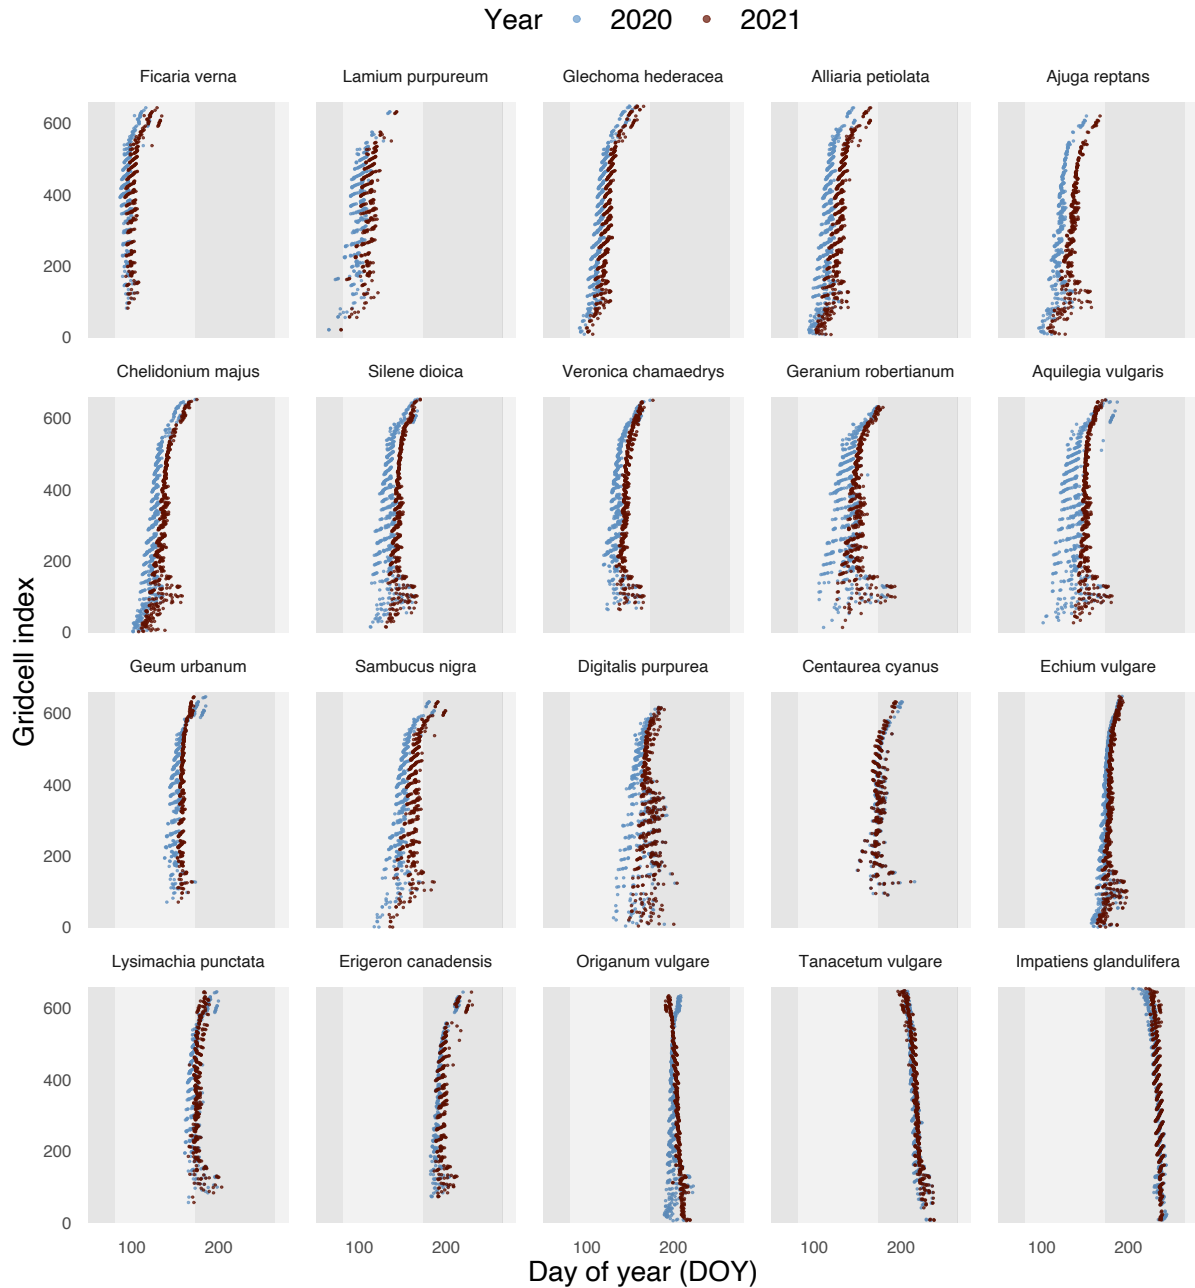 Year 2020 2021
Ficaria verna Lamium purpureum Glechoma hederacea Alliaria petiolata Ajuga reptans
600
400
200
0
Chelidonium majus Silene dioica Veronica chamaedrys Geranium robertianum Aquilegia vulgaris
600
400
200
0
Gridcell index
Geum urbanum Sambucus nigra Digitalis purpurea Centaurea cyanus Echium vulgare
600
400
200
0
Lysimachia punctata Erigeron canadensis Origanum vulgare Tanacetum vulgare Impatiens glandulifera
600
400
200
0
100 200 100 200 100 200 100 200 100 200
Day of year (DOY)